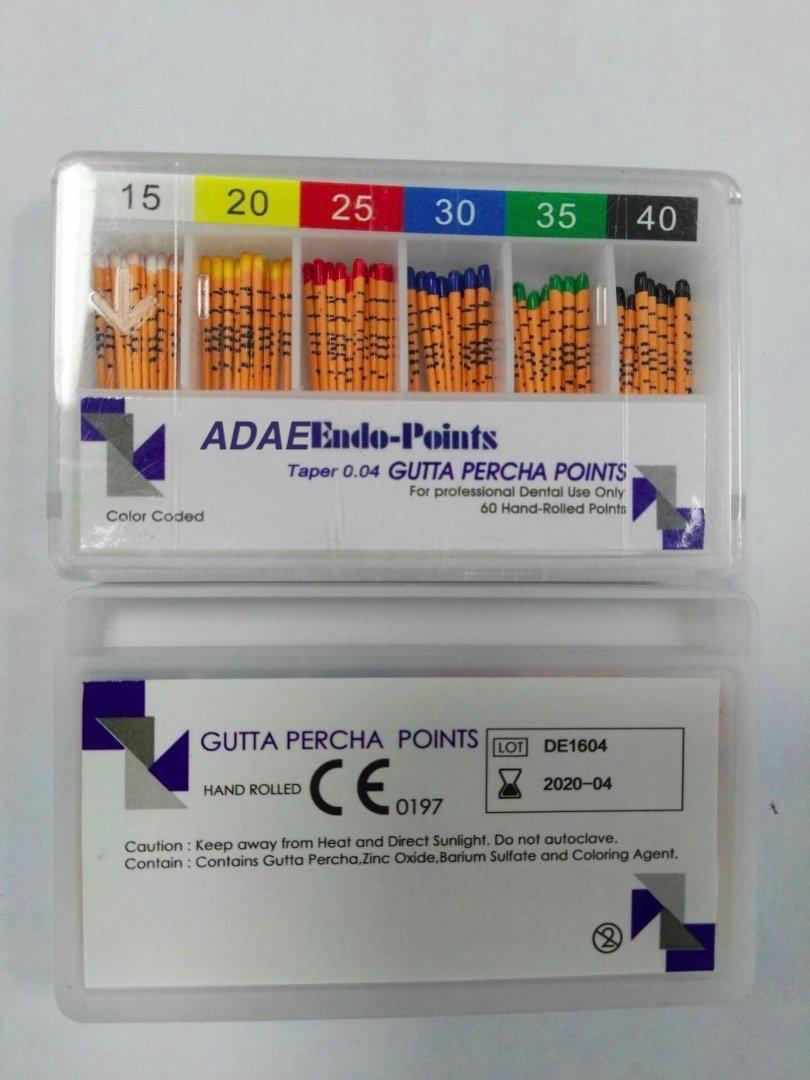 15 20 25 30 35 40
ADAE Endo-Points
Taper 0.04 GUTTA PERCHA POINTS
For professional Dental Use Only
60 Hand-Rolled Points
Color Coded
GUTTA PERCHA POINTS
HAND ROLLED CE 0197
LOT DE1604
2020-04
Caution : Keep away from Heat and Direct Sunlight. Do not autoclave.
Contain : Contains Gutta Percha,Zinc Oxide,Barium Sulfate and Coloring Agent.
2